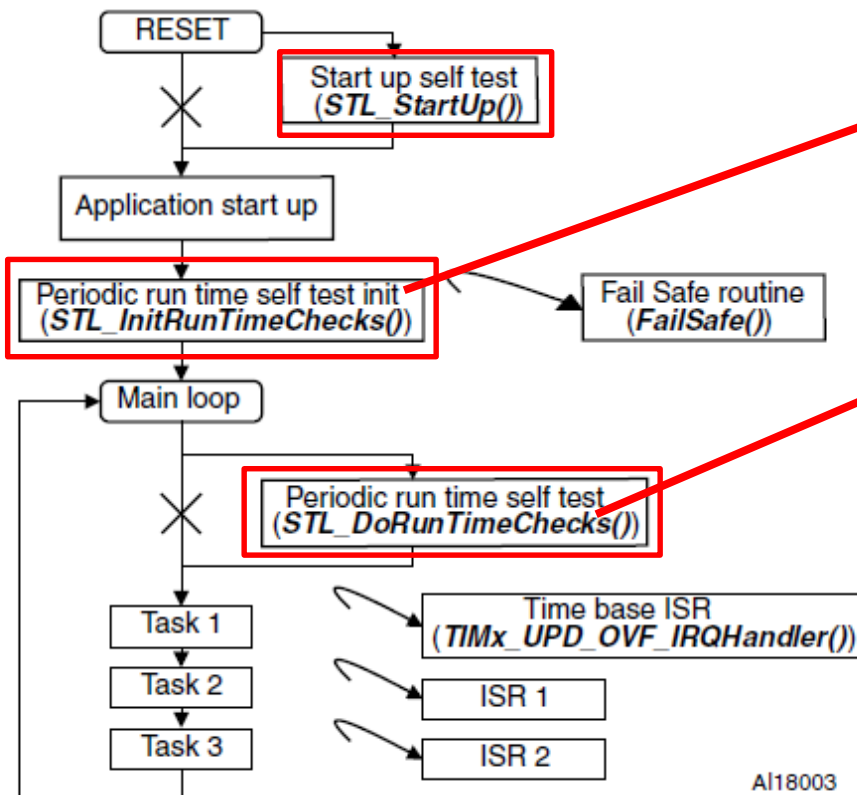 RESET
Start up self test
(STL_StartUp())
Application start up
Periodic run time self test init
(STL_InitRunTimeChecks())
Fail Safe routine
(FailSafe())
Main loop
Periodic run time self test
(STL_DoRunTimeChecks())
Task 1
Time base ISR
(TIMx_UPD_OVF_IRQHandler())
Task 2
ISR 1
Task 3
ISR 2
AI18003